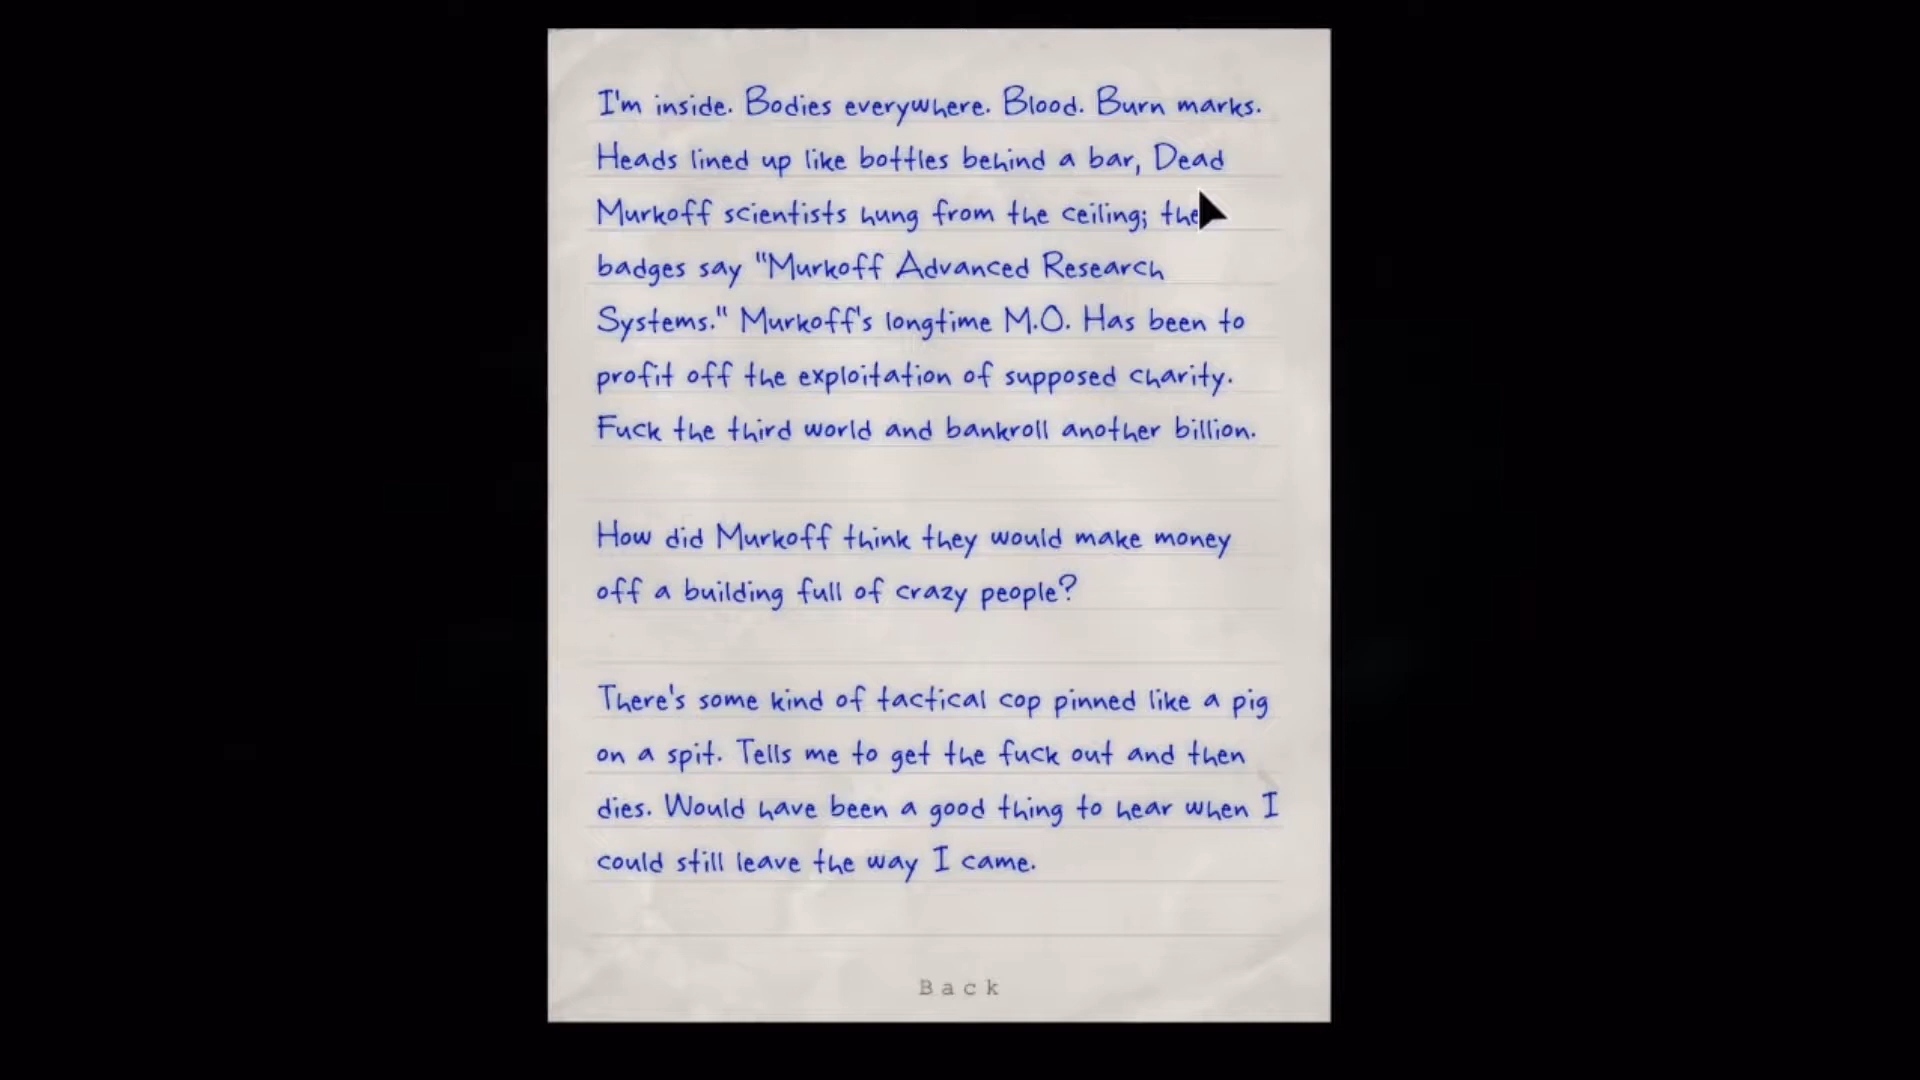 I'm inside. Bodies everywhere. Blood. Burn marks.
Heads lined up like bottles behind a bar, Dead
Murkoff scientists hung from the ceiling; the
badges say "Murkoff Advanced Research
Systems." Murkoff's longtime M.O. Has been to
profit off the exploitation of supposed charity.
Fuck the third world and bankroll another billion.
How did Murkoff think they would make money
off a building full of crazy people?
There's some kind of tactical cop pinned like a pig
on a spit. Tells me to get the fuck out and then
dies. Would have been a good thing to hear when I
could still leave the way I came.
Back